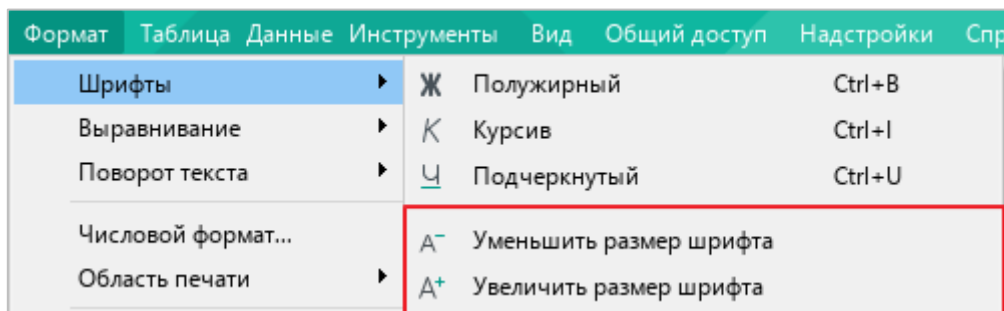 Формат Таблица Данные Инструменты Вид Общий доступ Надстройки Спр
Шрифты Ж Полужирный Ctrl+B
Выравнивание К Курсив Ctrl+I
Поворот текста Ч Подчеркнутый Ctrl+U
Числовой формат... A- Уменьшить размер шрифта
Область печати A+ Увеличить размер шрифта